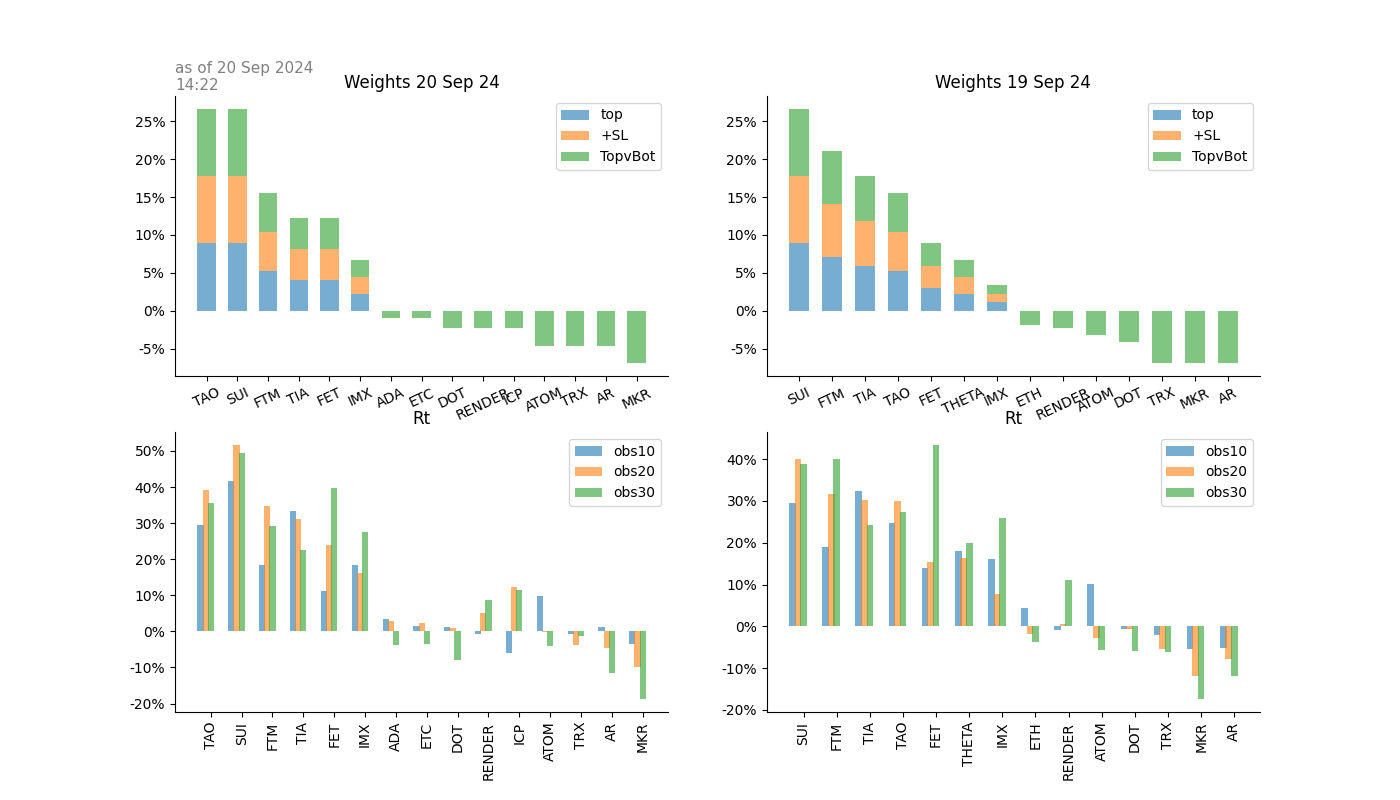 as of 20 Sep 2024
14:22
Weights 20 Sep 24
25%
20%
15%
10%
5%
0%
-5%
top
+SL
TopvBot
TAO SUI FTM TIA FET IMX ADA ETC DOT RENDER ICP ATOM TRX AR MKR
Weights 19 Sep 24
25%
20%
15%
10%
5%
0%
-5%
top
+SL
TopvBot
SUI FTM TIA TAO FET THETA IMX ETH RENDER ATOM DOT TRX MKR AR
Rt
50%
40%
30%
20%
10%
0%
-10%
-20%
obs10
obs20
obs30
TAO SUI FTM TIA FET IMX ADA ETC DOT RENDER ICP ATOM TRX AR MKR
Rt
40%
30%
20%
10%
0%
-10%
-20%
obs10
obs20
obs30
SUI FTM TIA TAO FET THETA IMX ETH RENDER ATOM DOT TRX MKR AR